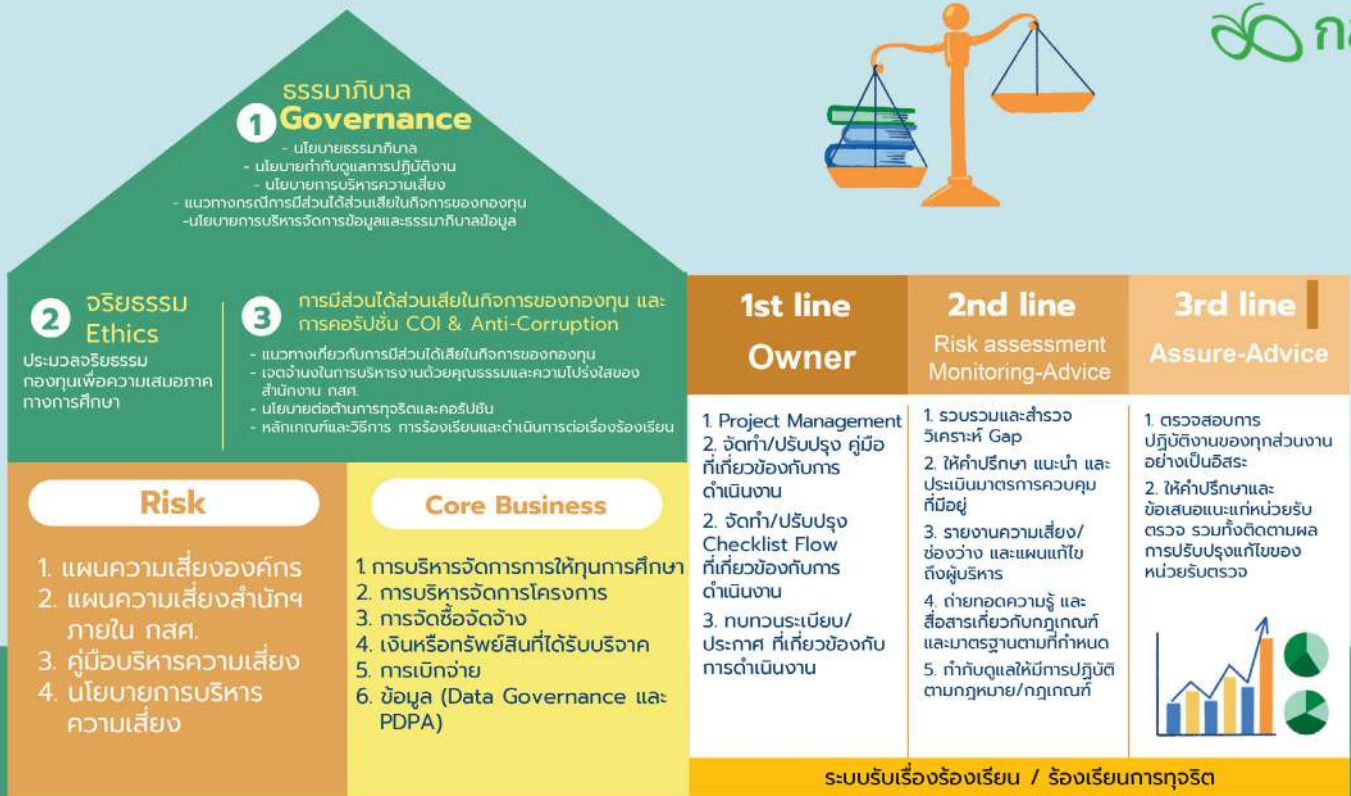 ธรรมาภิบาล
1 Governance
- นโยบายธรรมาภิบาล
- นโยบายกำกับดูแลการปฏิบัติงาน
- นโยบายการบริหารความเสี่ยง
- แนวทางกรณีการมีส่วนได้ส่วนเสียในกิจการของกองทุน
-นโยบายการบริหารจัดการข้อมูลและธรรมาภิบาลข้อมูล
2 จริยธรรม
Ethics
ประมวลจริยธรรม
กองทุนเพื่อความเสมอภาค
ทางการศึกษา
3 การมีส่วนได้ส่วนเสียในกิจการของกองทุน และ
การคอรัปชั่น COI & Anti-Corruption
- แนวทางเกี่ยวกับการมีส่วนได้เสียในกิจการของกองทุน
- เจตจำนงในการบริหารงานด้วยคุณธรรมและความโปร่งใสของ
สำนักงาน กสศ.
- นโยบายต่อต้านการทุจริตและคอรัปชัน
- หลักเกณฑ์และวิธีการ การร้องเรียนและดำเนินการต่อเรื่องร้องเรียน
Risk
1. แผนความเสี่ยงองค์กร
2. แผนความเสี่ยงสำนักฯ
ภายใน กสศ.
3. คู่มือบริหารความเสี่ยง
4. นโยบายการบริหาร
ความเสี่ยง
Core Business
1 การบริหารจัดการการให้ทุนการศึกษา
2. การบริหารจัดการโครงการ
3. การจัดซื้อจัดจ้าง
4. เงินหรือทรัพย์สินที่ได้รับบริจาค
5. การเบิกจ่าย
6. ข้อมูล (Data Governance และ
PDPA)
1st line
Owner
1. Project Management
2. จัดทำ/ปรับปรุง คู่มือ
ที่เกี่ยวข้องกับการ
ดำเนินงาน
2. จัดทำ/ปรับปรุง
Checklist Flow
ที่เกี่ยวข้องกับการ
ดำเนินงาน
3. ทบทวนระเบียบ/
ประกาศ ที่เกี่ยวข้องกับ
การดำเนินงาน
2nd line
Risk assessment
Monitoring-Advice
1. รวบรวมและสำรวจ
วิเคราะห์ Gap
2. ให้คำปรึกษา แนะนำ และ
ประเมินมาตรการควบคุม
ที่มีอยู่
3. รายงานความเสี่ยง/
ช่องว่าง และแผนแก้ไข
ถึงผู้บริหาร
4. ถ่ายทอดความรู้ และ
สื่อสารเกี่ยวกับกฎเกณฑ์
และมาตรฐานตามที่กำหนด
5. กำกับดูแลให้มีการปฏิบัติ
ตามกฎหมาย/กฎเกณฑ์
3rd line
Assure-Advice
1. ตรวจสอบการ
ปฏิบัติงานของทุกส่วนงาน
อย่างเป็นอิสระ
2. ให้คำปรึกษาและ
ข้อเสนอแนะแก่หน่วยรับ
ตรวจ รวมทั้งติดตามผล
การปรับปรุงแก้ไขของ
หน่วยรับตรวจ
ระบบรับเรื่องร้องเรียน / ร้องเรียนการทุจริต